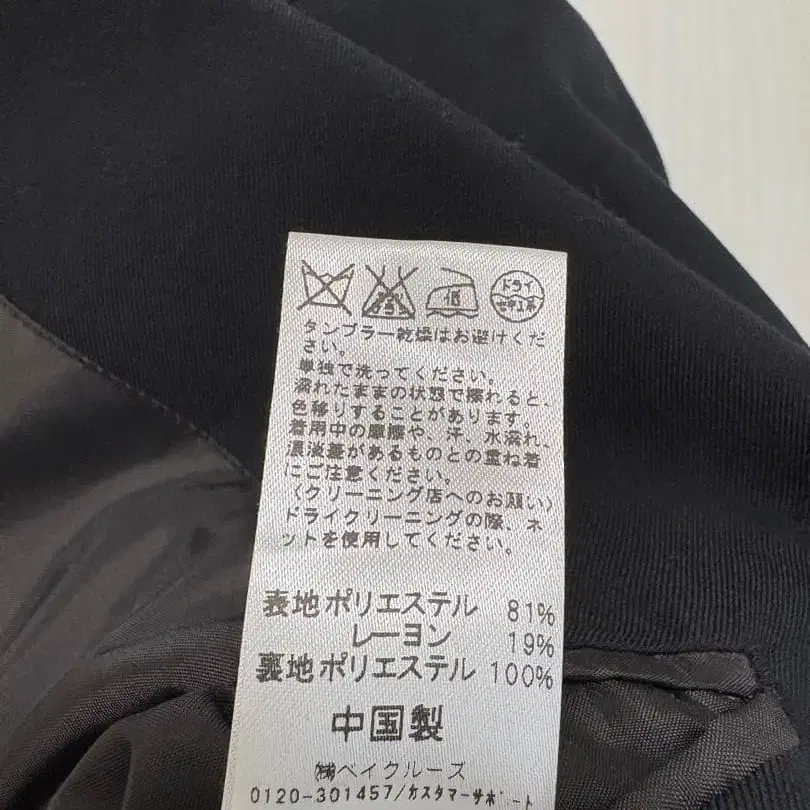 ドライ
セキユ系
タンブラー乾燥はお避けくだ
さい。
単独で洗ってください。
濡れたままの状態で擦れると、
色移りすることがあります。
着用中の摩擦や、汗、水濡れ、
濃淡差があるものとの重ね着
にご注意ください。
〈クリーニング店へのお願い〉
ドライクリーニングの際、ネ
ットを使用してください。
表地ポリエステル 81%
レーヨン 19%
裏地ポリエステル 100%
中国製
㈱ベイクルーズ
0120-301457/カスタマーサポート